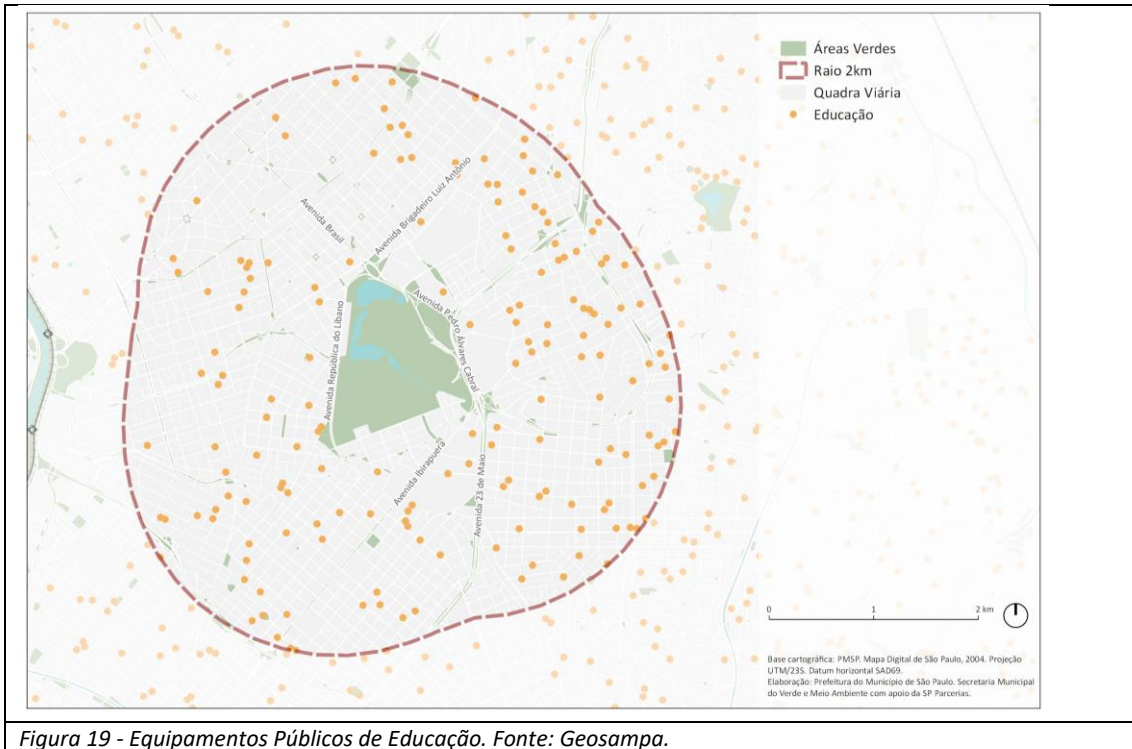 Áreas Verdes
Raio 2km
Quadra Viária
Educação
Avenida Brasil
Avenida Brigadeiro Luiz Antônio
Avenida Pedro Álvares Cabral
Avenida República do Líbano
Avenida Ibirapuera
Avenida 23 de Maio
0 1 2 km
Base cartográfica: PMSP. Mapa Digital de São Paulo, 2004. Projeção
UTM/23S. Datum horizontal SAD69.
Elaboração: Prefeitura do Município de São Paulo. Secretaria Municipal
do Verde e Meio Ambiente com apoio da SP Parcerias.
Figura 19 - Equipamentos Públicos de Educação. Fonte: Geosampa.